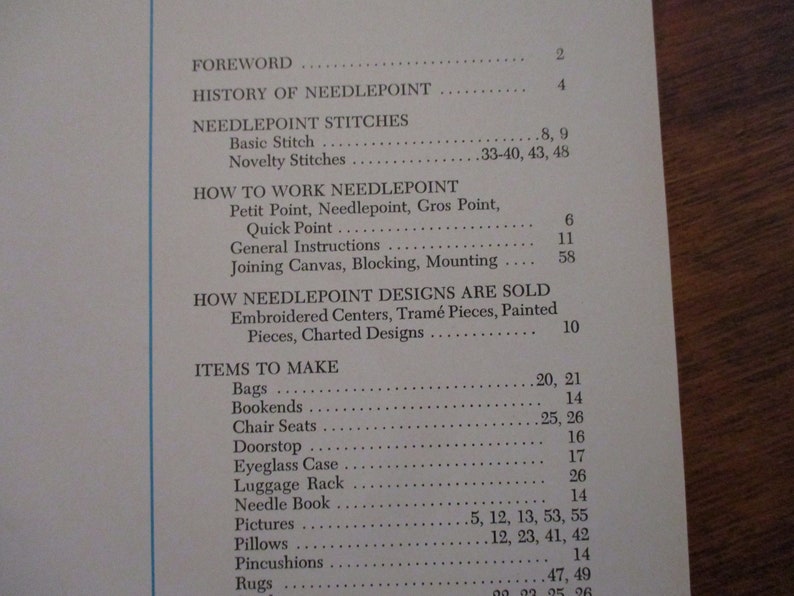 FOREWORD ............................ 2
HISTORY OF NEEDLEPOINT ........... 4
NEEDLEPOINT STITCHES
Basic Stitch ...........................8, 9
Novelty Stitches ................33-40, 43, 48
HOW TO WORK NEEDLEPOINT
Petit Point, Needlepoint, Gros Point,
Quick Point ......................... 6
General Instructions .................. 11
Joining Canvas, Blocking, Mounting .... 58
HOW NEEDLEPOINT DESIGNS ARE SOLD
Embroidered Centers, Tramé Pieces, Painted
Pieces, Charted Designs ............. 10
ITEMS TO MAKE
Bags ................................20, 21
Bookends ............................. 14
Chair Seats ...........................25, 26
Doorstop ............................. 16
Eyeglass Case ......................... 17
Luggage Rack ........................ 26
Needle Book .......................... 14
Pictures .....................5, 12, 13, 53, 55
Pillows ........................12, 23, 41, 42
Pincushions ........................... 14
Rugs ................................47, 49
22, 23, 25, 26